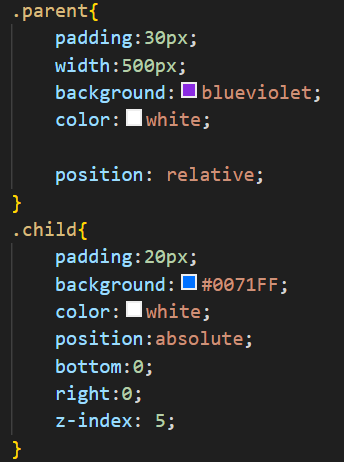 .parent{
padding:30px;
width:500px;
background:blueviolet;
color:white;
position: relative;
}
.child{
padding:20px;
background:#0071FF;
color:white;
position:absolute;
bottom:0;
right:0;
z-index: 5;
}